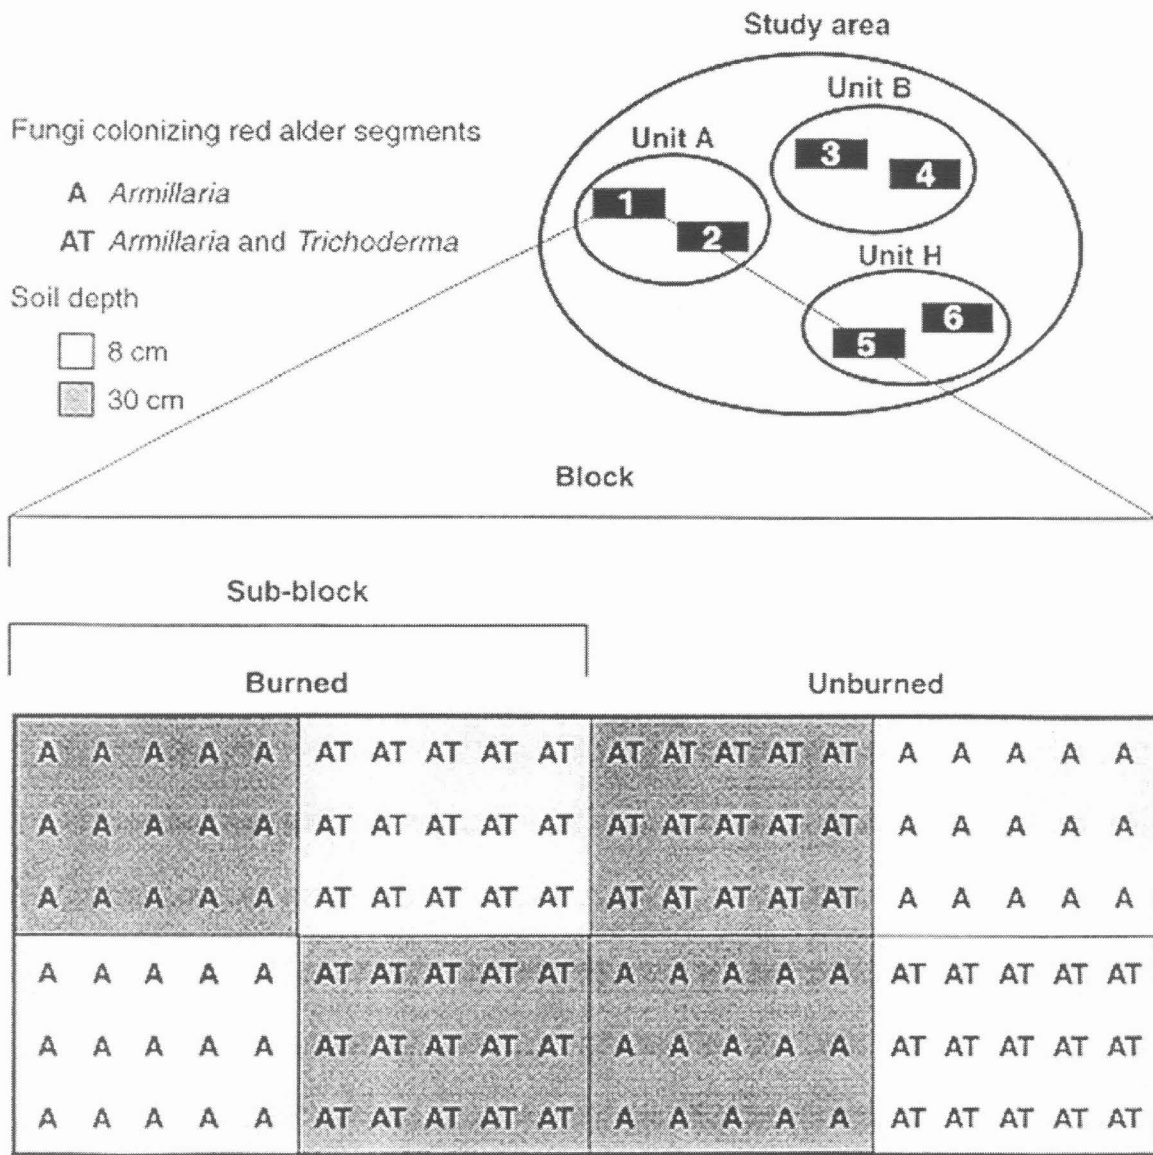 Study area
Unit B
Fungi colonizing red alder segments
Unit A
3
4
A Armillaria
1
AT Armillaria and Trichoderma
2
Unit H
Soil depth
6
8 cm
5
30 cm
Block
Sub-block
Burned Unburned
A A A A A AT AT AT AT AT AT AT AT AT AT A A A A A
A A A A A AT AT AT AT AT AT AT AT AT AT A A A A A
A A A A A AT AT AT AT AT AT AT AT AT AT A A A A A
A A A A A AT AT AT AT AT A A A A A AT AT AT AT AT
A A A A A AT AT AT AT AT A A A A A AT AT AT AT AT
A A A A A AT AT AT AT AT A A A A A AT AT AT AT AT